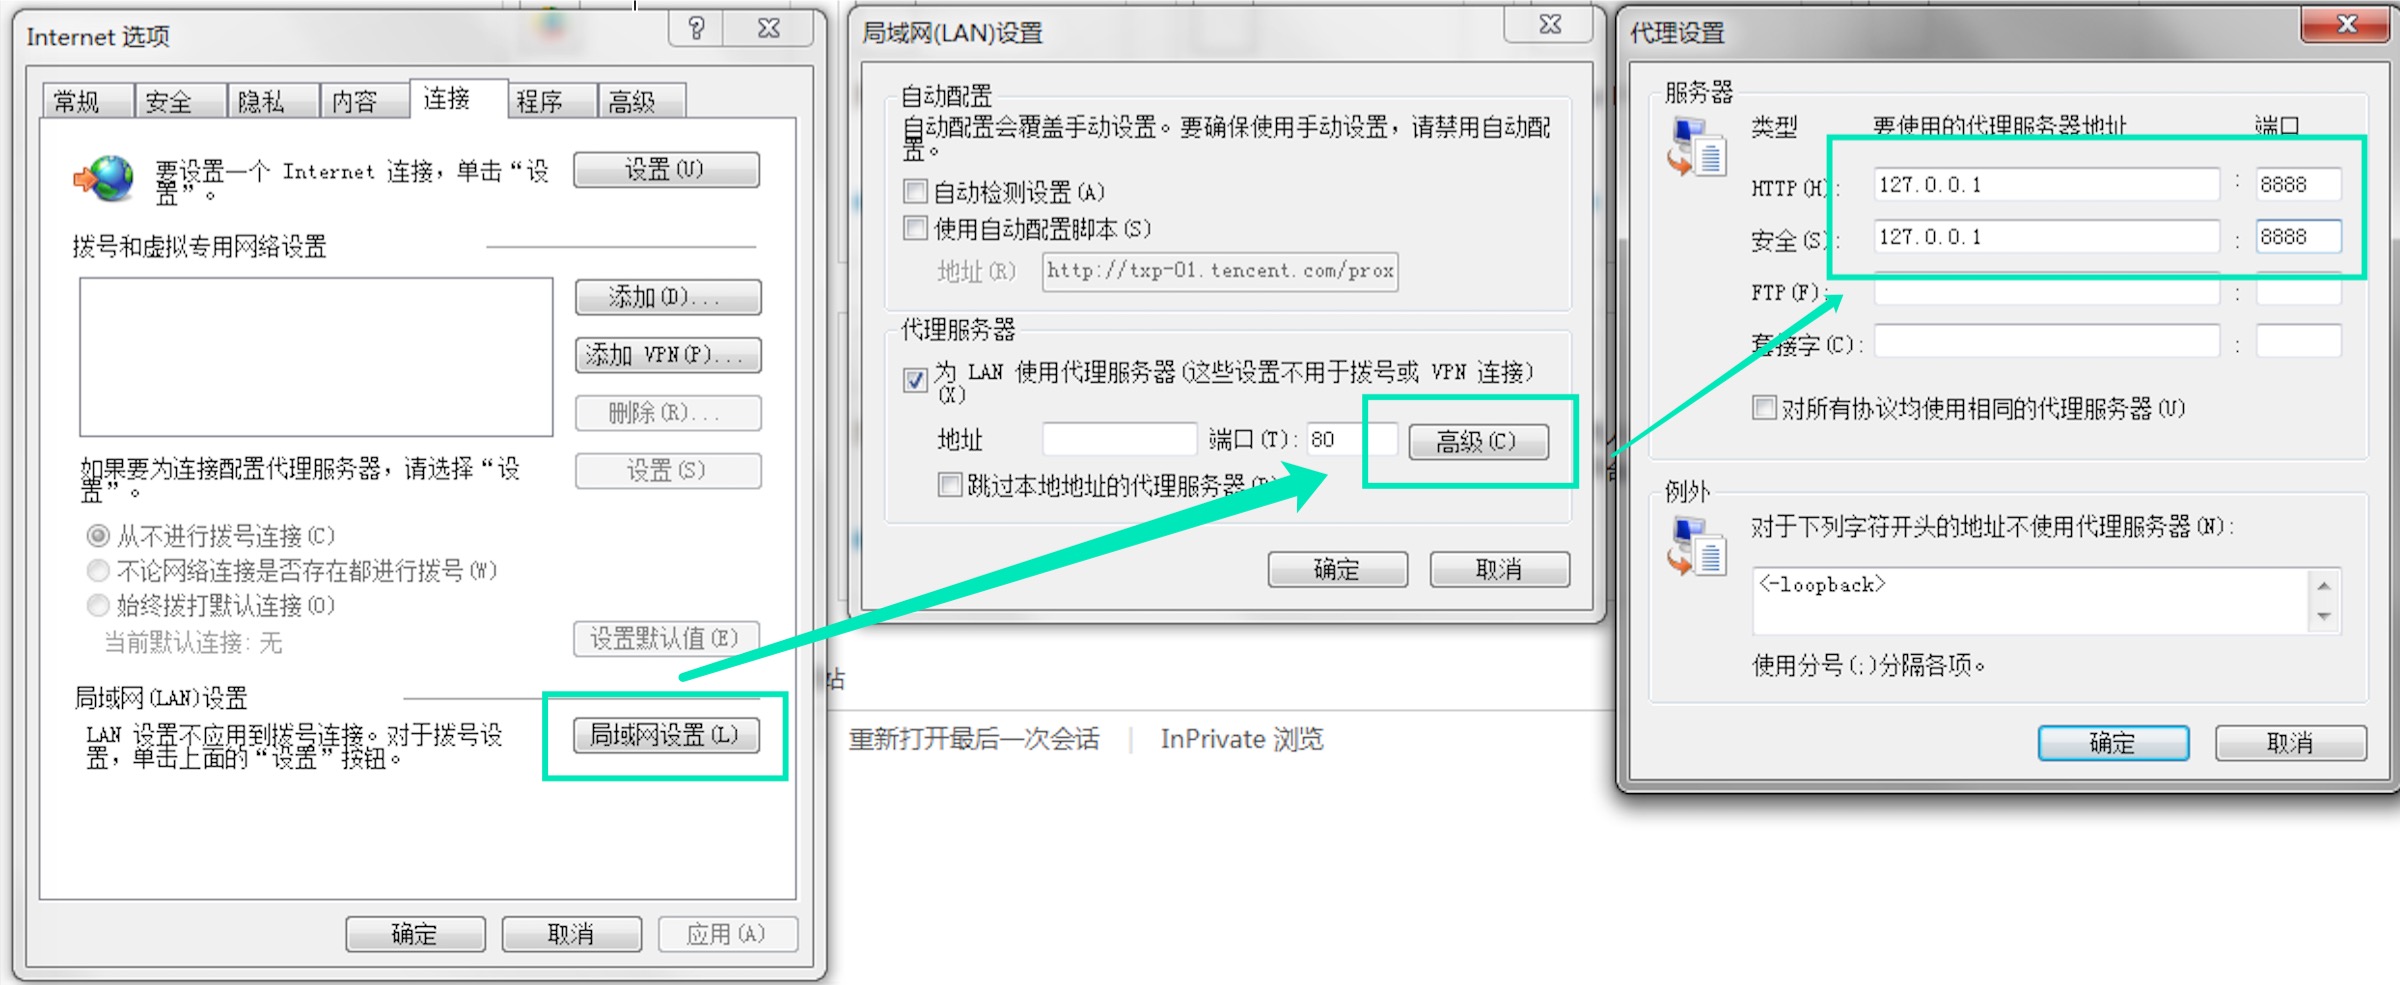 Internet 选项
常规
安全
隐私
内容
连接
程序
高级
要设置一个 Internet 连接，单击“设
置”。
设置(U)
拨号和虚拟专用网络设置
添加(D)...
添加 VPN(P)...
删除(R)...
如果要为连接配置代理服务器，请选择“设
置”。
设置(S)
从不进行拨号连接(C)
不论网络连接是否存在都进行拨号(W)
始终拨打默认连接(O)
当前默认连接: 无
设置默认值(E)
局域网(LAN)设置
LAN 设置不应用到拨号连接。对于拨号设
置，单击上面的“设置”按钮。
局域网设置(L)
确定
取消
应用(A)
局域网(LAN)设置
自动配置
自动配置会覆盖手动设置。要确保使用手动设置，请禁用自动配
置。
自动检测设置(A)
使用自动配置脚本(S)
地址(R)
http://txp-01.tencent.com/prox
代理服务器
为 LAN 使用代理服务器(这些设置不用于拨号或 VPN 连接)
(X)
地址
端口(T):
80
高级(C)
跳过本地地址的代理服务器
确定
取消
站
重新打开最后一次会话
InPrivate 浏览
代理设置
服务器
类型
要使用的代理服务器地址
端口
HTTP(H):
127.0.0.1
:
8888
安全(S):
127.0.0.1
:
8888
FTP(F):
:
套接字(C):
:
对所有协议均使用相同的代理服务器(U)
例外
对于下列字符开头的地址不使用代理服务器(N):
<-loopback>
使用分号(;)分隔各项。
确定
取消